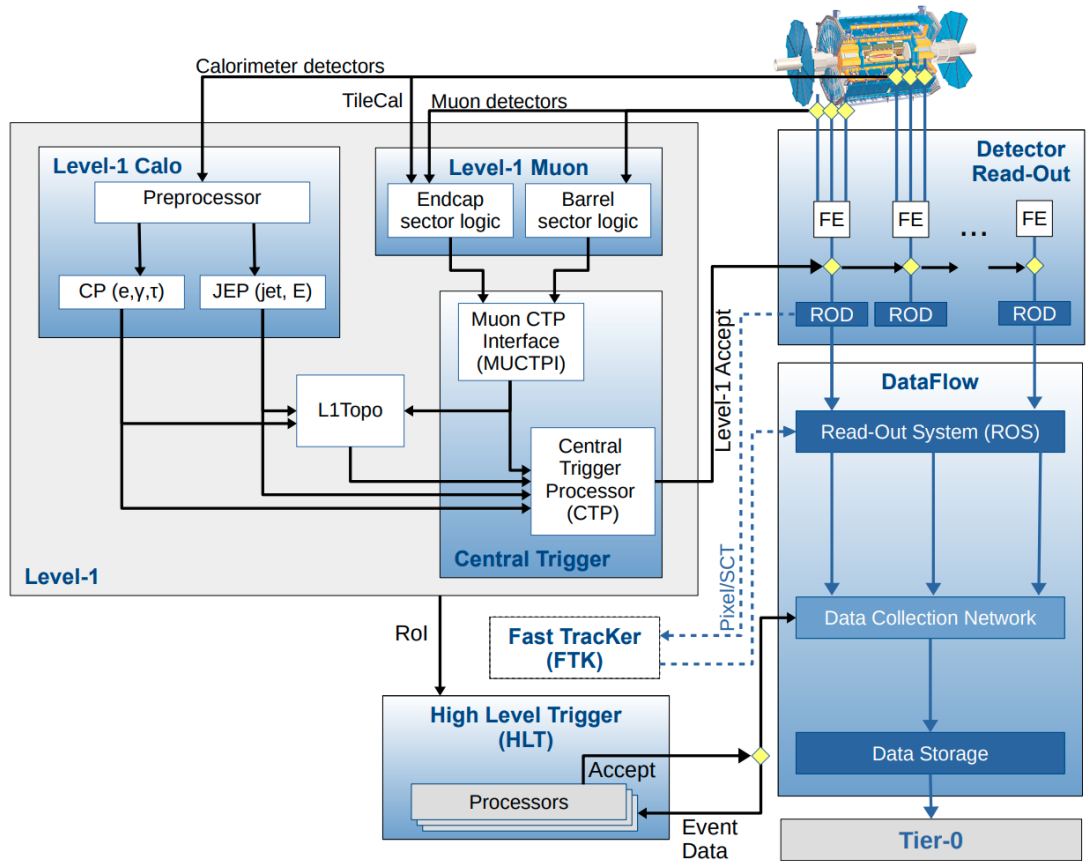 Calorimeter detectors
TileCal
Muon detectors
Level-1 Calo
Preprocessor
CP (e,γ,τ)
JEP (jet, E)
Level-1 Muon
Endcap
sector logic
Barrel
sector logic
Muon CTP
Interface
(MUCTPI)
L1Topo
Central
Trigger
Processor
(CTP)
Central Trigger
Level-1
Level-1 Accept
Detector
Read-Out
FE
FE
...
FE
ROD
ROD
ROD
DataFlow
Read-Out System (ROS)
Data Collection Network
Data Storage
Tier-0
Pixel/SCT
RoI
Fast TracKer
(FTK)
High Level Trigger
(HLT)
Accept
Processors
Event
Data